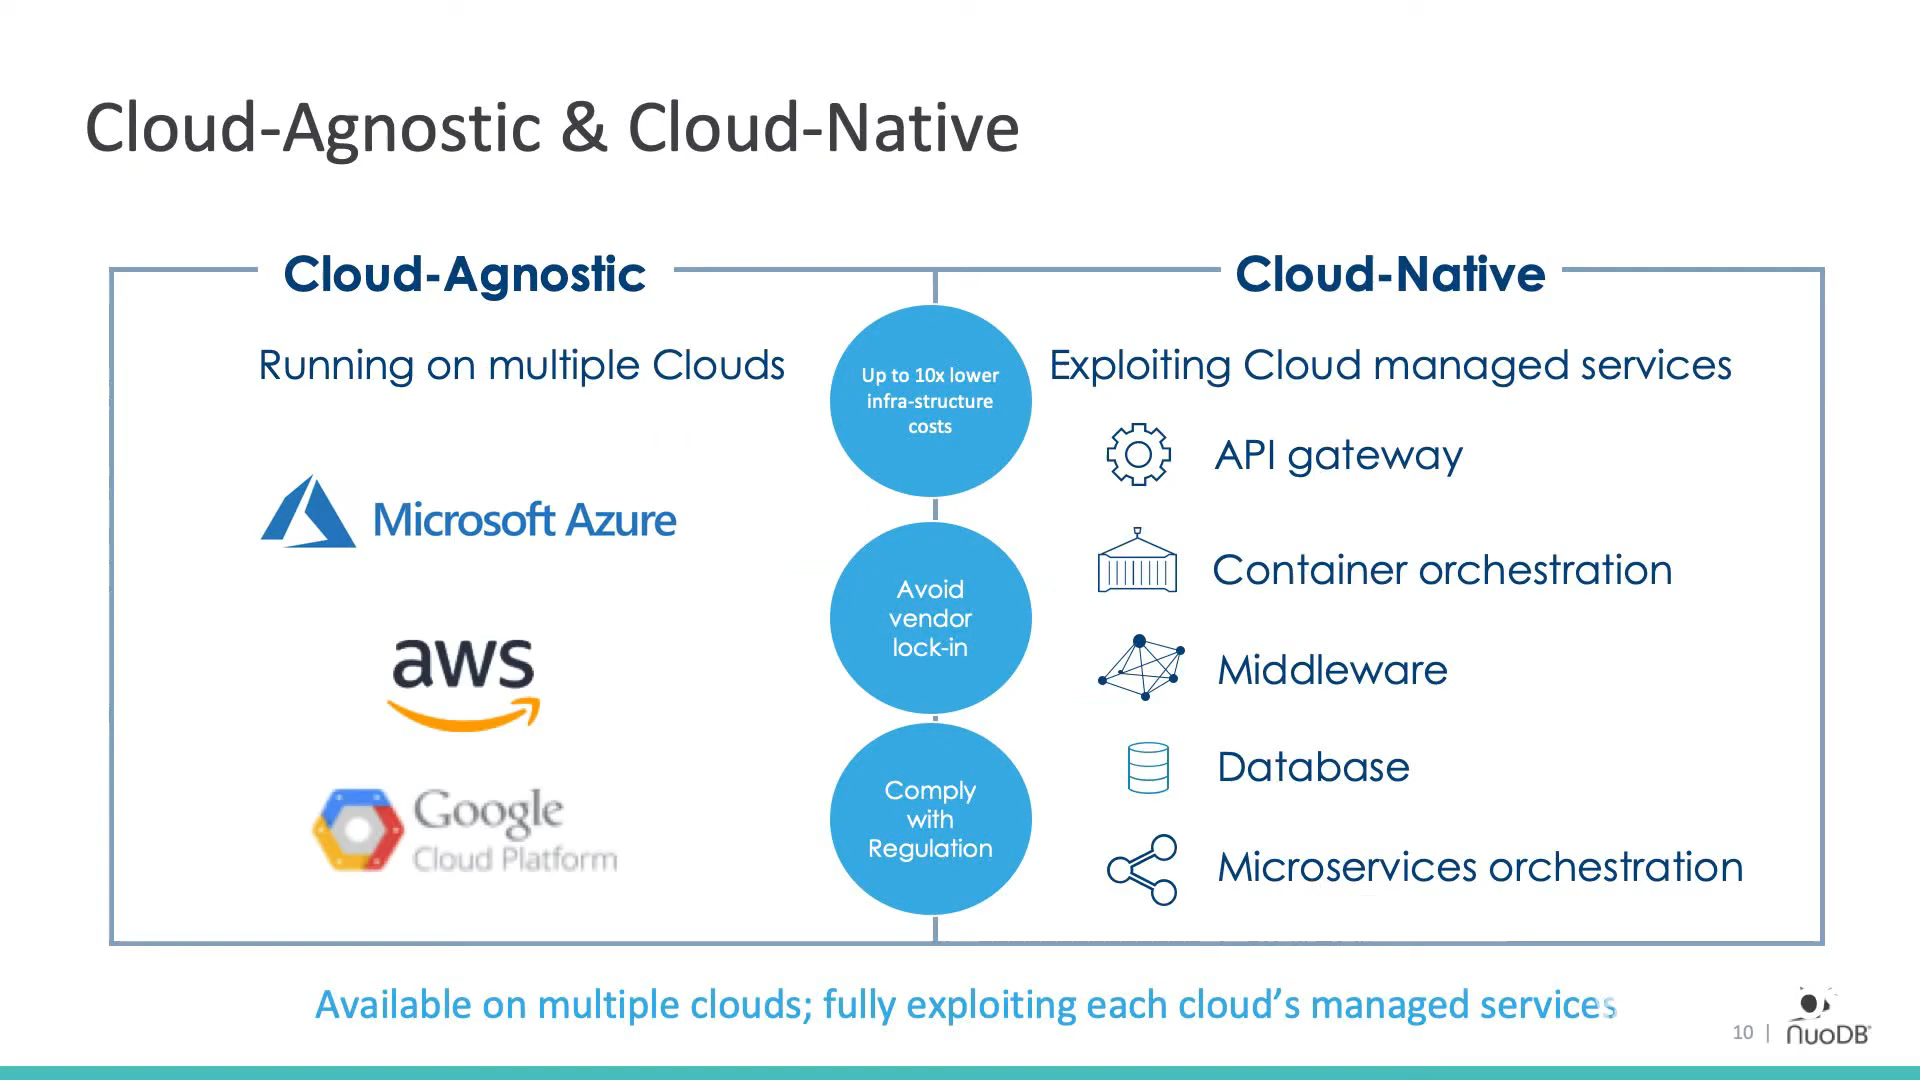 Cloud-Agnostic & Cloud-Native
Cloud-Agnostic
Running on multiple Clouds
Microsoft Azure
aws
Google
Cloud Platform
Up to 10x lower
infra-structure
costs
Avoid
vendor
lock-in
Comply
with
Regulation
Cloud-Native
Exploiting Cloud managed services
API gateway
Container orchestration
Middleware
Database
Microservices orchestration
Available on multiple clouds; fully exploiting each cloud's managed services
10 |
NuoDB